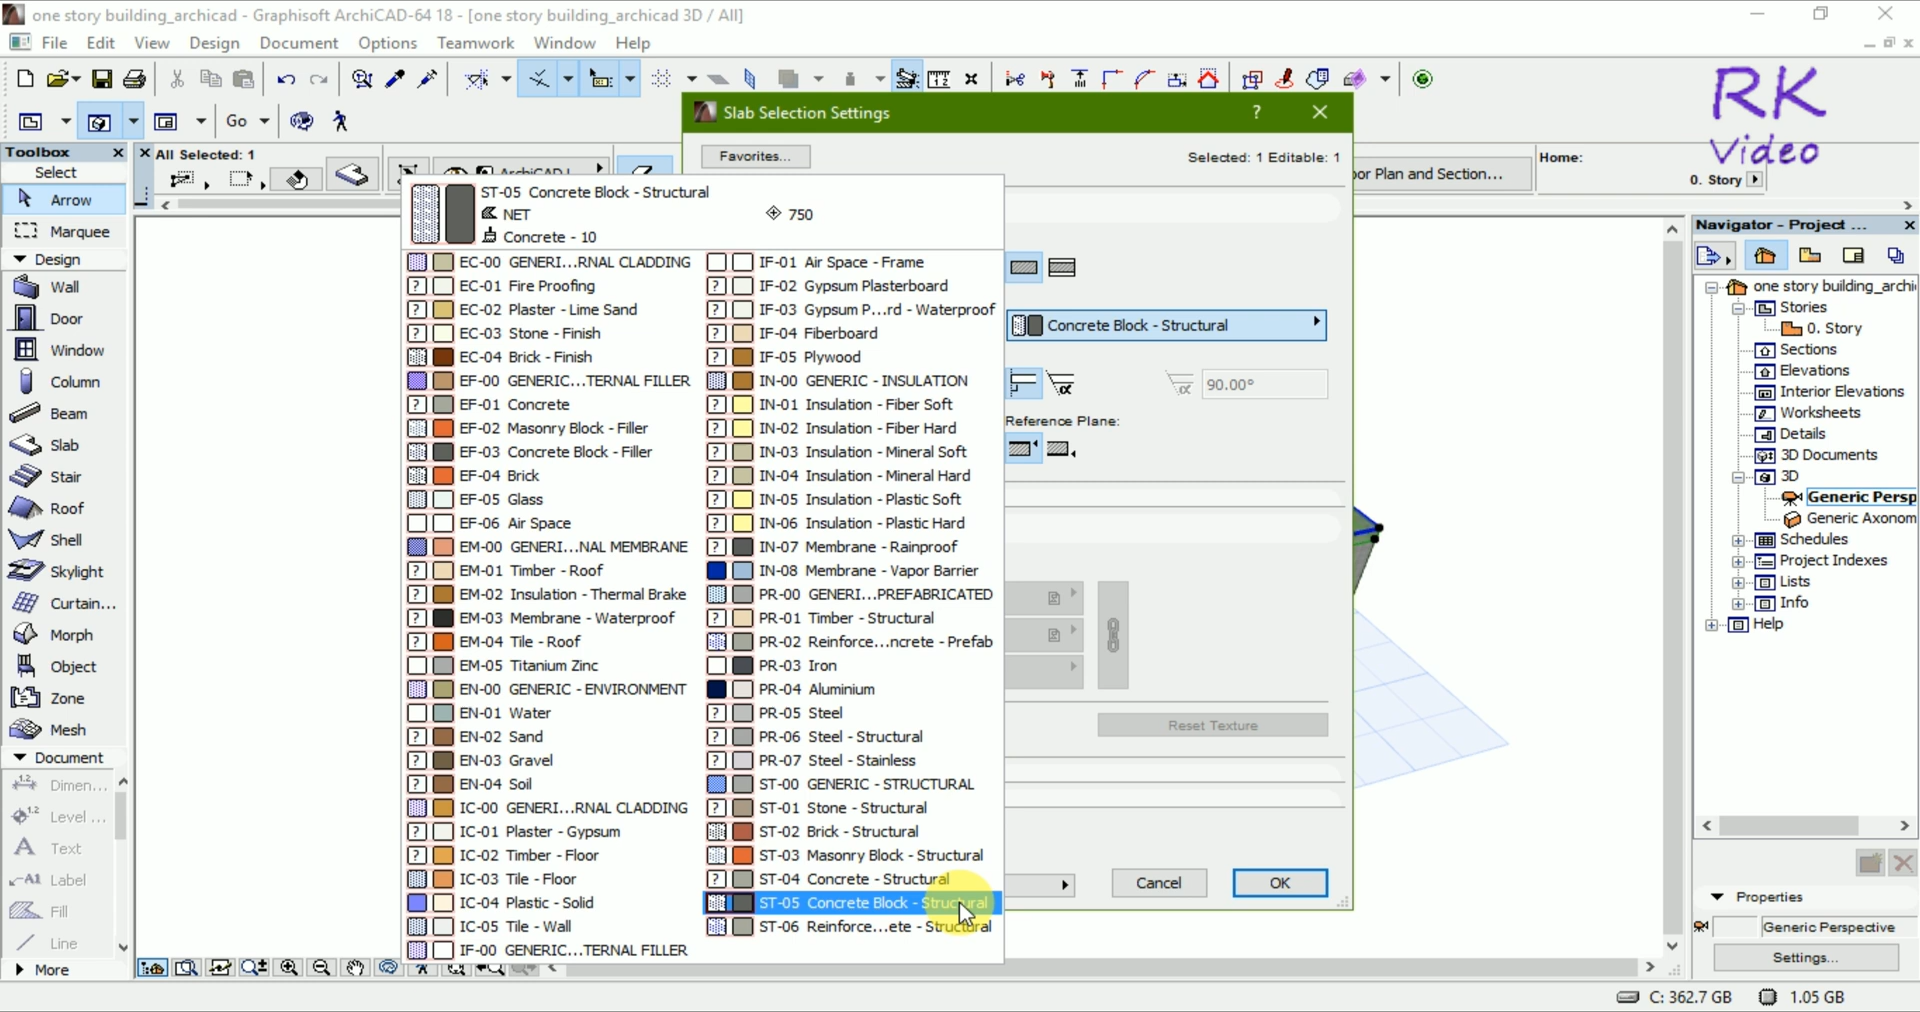 one story building_archicad - Graphisoft ArchiCAD-64 18 - [one story building_archicad 3D / All]
File Edit View Design Document Options Teamwork Window Help
RK
Video
Go
Slab Selection Settings
?
Favorites...
Selected: 1 Editable: 1
Toolbox
Select
Arrow
Marquee
Design
Wall
Door
Window
Column
Beam
Slab
Stair
Roof
Shell
Skylight
Curtain...
Morph
Object
Zone
Mesh
Document
Dimen...
Level ...
Text
Label
Fill
Line
More
All Selected: 1
Plan and Section...
Home:
0. Story
ST-05 Concrete Block - Structural
NET
750
Concrete - 10
EC-00 GENERI...RNAL CLADDING
EC-01 Fire Proofing
EC-02 Plaster - Lime Sand
EC-03 Stone - Finish
EC-04 Brick - Finish
EF-00 GENERIC...TERNAL FILLER
EF-01 Concrete
EF-02 Masonry Block - Filler
EF-03 Concrete Block - Filler
EF-04 Brick
EF-05 Glass
EF-06 Air Space
EM-00 GENERI...NAL MEMBRANE
EM-01 Timber - Roof
EM-02 Insulation - Thermal Brake
EM-03 Membrane - Waterproof
EM-04 Tile - Roof
EM-05 Titanium Zinc
EN-00 GENERIC - ENVIRONMENT
EN-01 Water
EN-02 Sand
EN-03 Gravel
EN-04 Soil
IC-00 GENERI...RNAL CLADDING
IC-01 Plaster - Gypsum
IC-02 Timber - Floor
IC-03 Tile - Floor
IC-04 Plastic - Solid
IC-05 Tile - Wall
IF-00 GENERIC...TERNAL FILLER
IF-01 Air Space - Frame
IF-02 Gypsum Plasterboard
IF-03 Gypsum P...rd - Waterproof
IF-04 Fiberboard
IF-05 Plywood
IN-00 GENERIC - INSULATION
IN-01 Insulation - Fiber Soft
IN-02 Insulation - Fiber Hard
IN-03 Insulation - Mineral Soft
IN-04 Insulation - Mineral Hard
IN-05 Insulation - Plastic Soft
IN-06 Insulation - Plastic Hard
IN-07 Membrane - Rainproof
IN-08 Membrane - Vapor Barrier
PR-00 GENERI...PREFABRICATED
PR-01 Timber - Structural
PR-02 Reinforce...ncrete - Prefab
PR-03 Iron
PR-04 Aluminium
PR-05 Steel
PR-06 Steel - Structural
PR-07 Steel - Stainless
ST-00 GENERIC - STRUCTURAL
ST-01 Stone - Structural
ST-02 Brick - Structural
ST-03 Masonry Block - Structural
ST-04 Concrete - Structural
ST-05 Concrete Block - Structural
ST-06 Reinforce...ete - Structural
Concrete Block - Structural
90.00°
Reference Plane:
Reset Texture
Cancel
OK
Navigator - Project ...
one story building_archi
Stories
0. Story
Sections
Elevations
Interior Elevations
Worksheets
Details
3D Documents
3D
Generic Persp
Generic Axonom
Schedules
Project Indexes
Lists
Info
Help
Properties
Generic Perspective
Settings...
C: 362.7 GB
1.05 GB